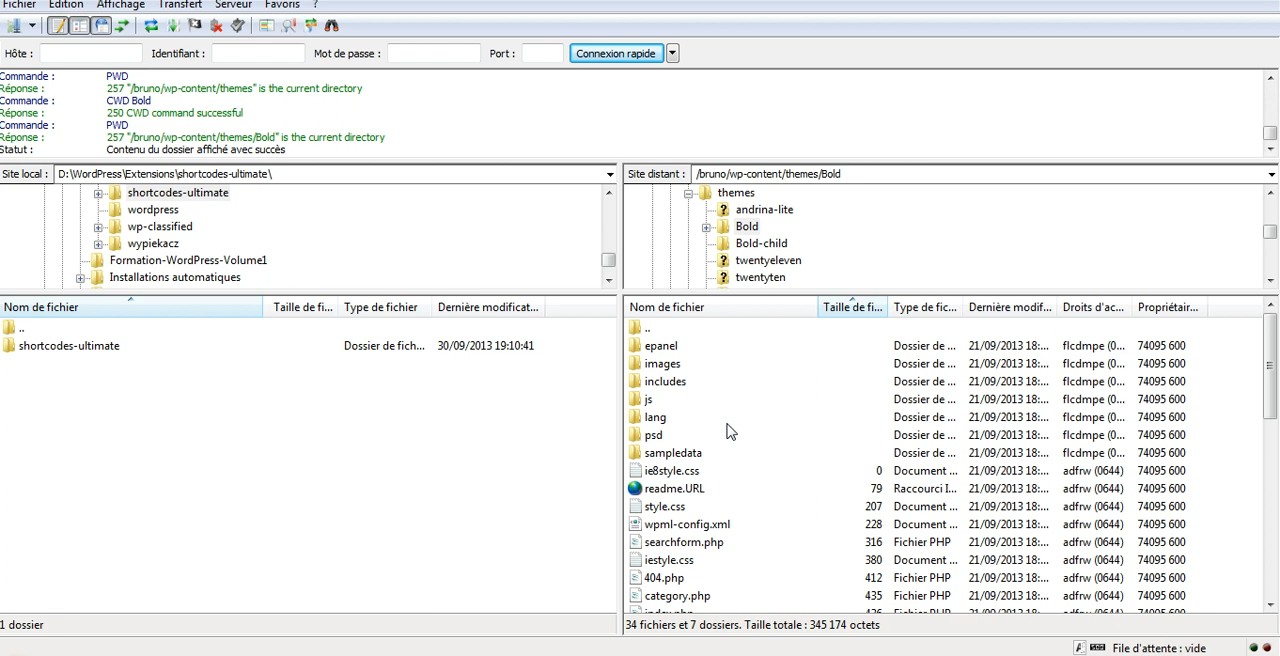 Fichier Edition Affichage Transfert Serveur Favoris ?
Hôte : Identifiant : Mot de passe : Port : Connexion rapide
Commande : PWD
Réponse : 257 "/bruno/wp-content/themes" is the current directory
Commande : CWD Bold
Réponse : 250 CWD command successful
Commande : PWD
Réponse : 257 "/bruno/wp-content/themes/Bold" is the current directory
Statut : Contenu du dossier affiché avec succès
Site local : D:\WordPress\Extensions\shortcodes-ultimate\
shortcodes-ultimate
wordpress
wp-classified
wypiekacz
Formation-WordPress-Volume1
Installations automatiques
Nom de fichier Taille de fi... Type de fichier Dernière modificat...
..
shortcodes-ultimate Dossier de fich... 30/09/2013 19:10:41
1 dossier
Site distant : /bruno/wp-content/themes/Bold
themes
? andrina-lite
Bold
Bold-child
? twentyeleven
? twentyten
Nom de fichier Taille de fi... Type de fic... Dernière modif... Droits d'ac... Propriétair...
..
epanel Dossier de ... 21/09/2013 18:... flcdmpe (0... 74095 600
images Dossier de ... 21/09/2013 18:... flcdmpe (0... 74095 600
includes Dossier de ... 21/09/2013 18:... flcdmpe (0... 74095 600
js Dossier de ... 21/09/2013 18:... flcdmpe (0... 74095 600
lang Dossier de ... 21/09/2013 18:... flcdmpe (0... 74095 600
psd Dossier de ... 21/09/2013 18:... flcdmpe (0... 74095 600
sampledata Dossier de ... 21/09/2013 18:... flcdmpe (0... 74095 600
ie8style.css 0 Document ... 21/09/2013 18:... adfrw (0644) 74095 600
readme.URL 79 Raccourci I... 21/09/2013 18:... adfrw (0644) 74095 600
style.css 207 Document ... 21/09/2013 18:... adfrw (0644) 74095 600
wpml-config.xml 228 Document ... 21/09/2013 18:... adfrw (0644) 74095 600
searchform.php 316 Fichier PHP 21/09/2013 18:... adfrw (0644) 74095 600
iestyle.css 380 Document ... 21/09/2013 18:... adfrw (0644) 74095 600
404.php 412 Fichier PHP 21/09/2013 18:... adfrw (0644) 74095 600
category.php 435 Fichier PHP 21/09/2013 18:... adfrw (0644) 74095 600
34 fichiers et 7 dossiers. Taille totale : 345 174 octets
File d'attente : vide